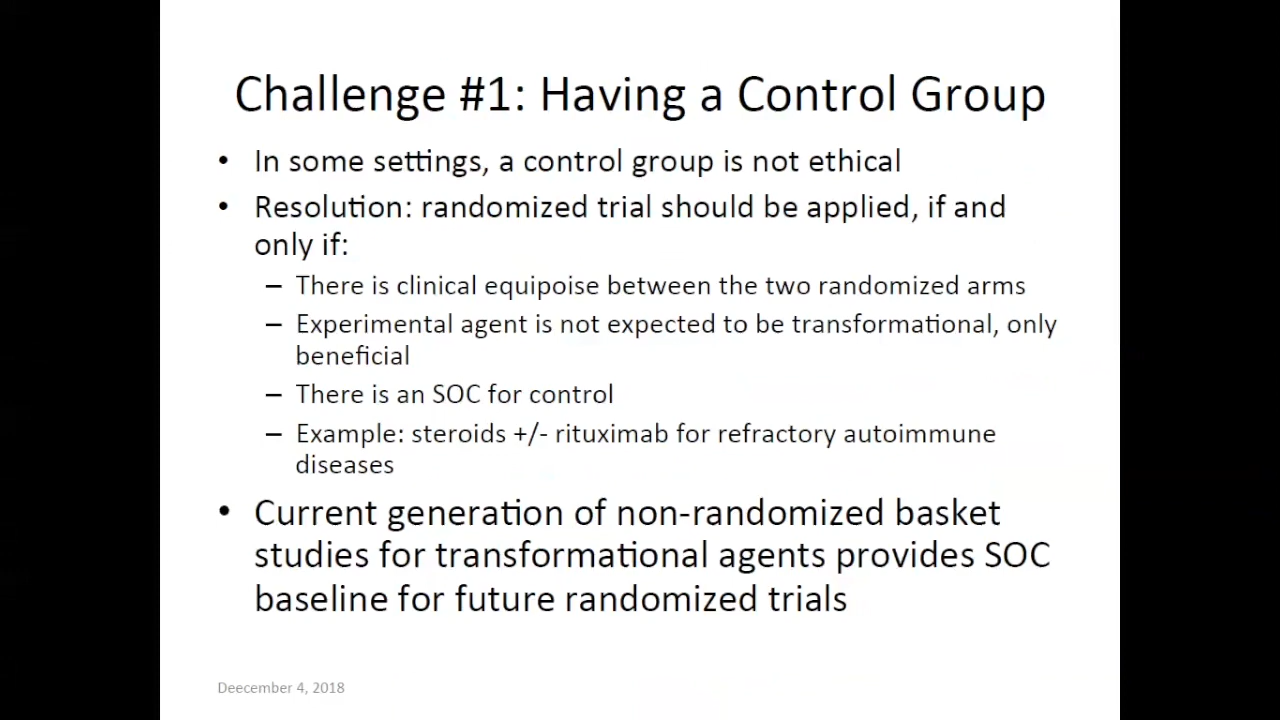 Challenge #1: Having a Control Group
• In some settings, a control group is not ethical
• Resolution: randomized trial should be applied, if and
only if:
– There is clinical equipoise between the two randomized arms
– Experimental agent is not expected to be transformational, only
beneficial
– There is an SOC for control
– Example: steroids +/- rituximab for refractory autoimmune
diseases
• Current generation of non-randomized basket
studies for transformational agents provides SOC
baseline for future randomized trials
Deecember 4, 2018